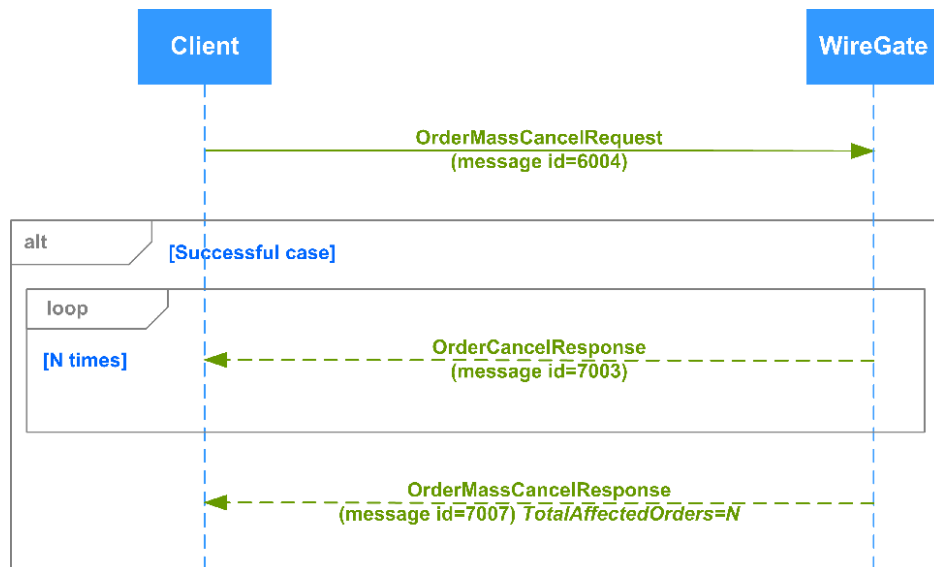 Client
WireGate
OrderMassCancelRequest
(message id=6004)
alt
[Successful case]
loop
[N times]
OrderCancelResponse
(message id=7003)
OrderMassCancelResponse
(message id=7007) TotalAffectedOrders=N